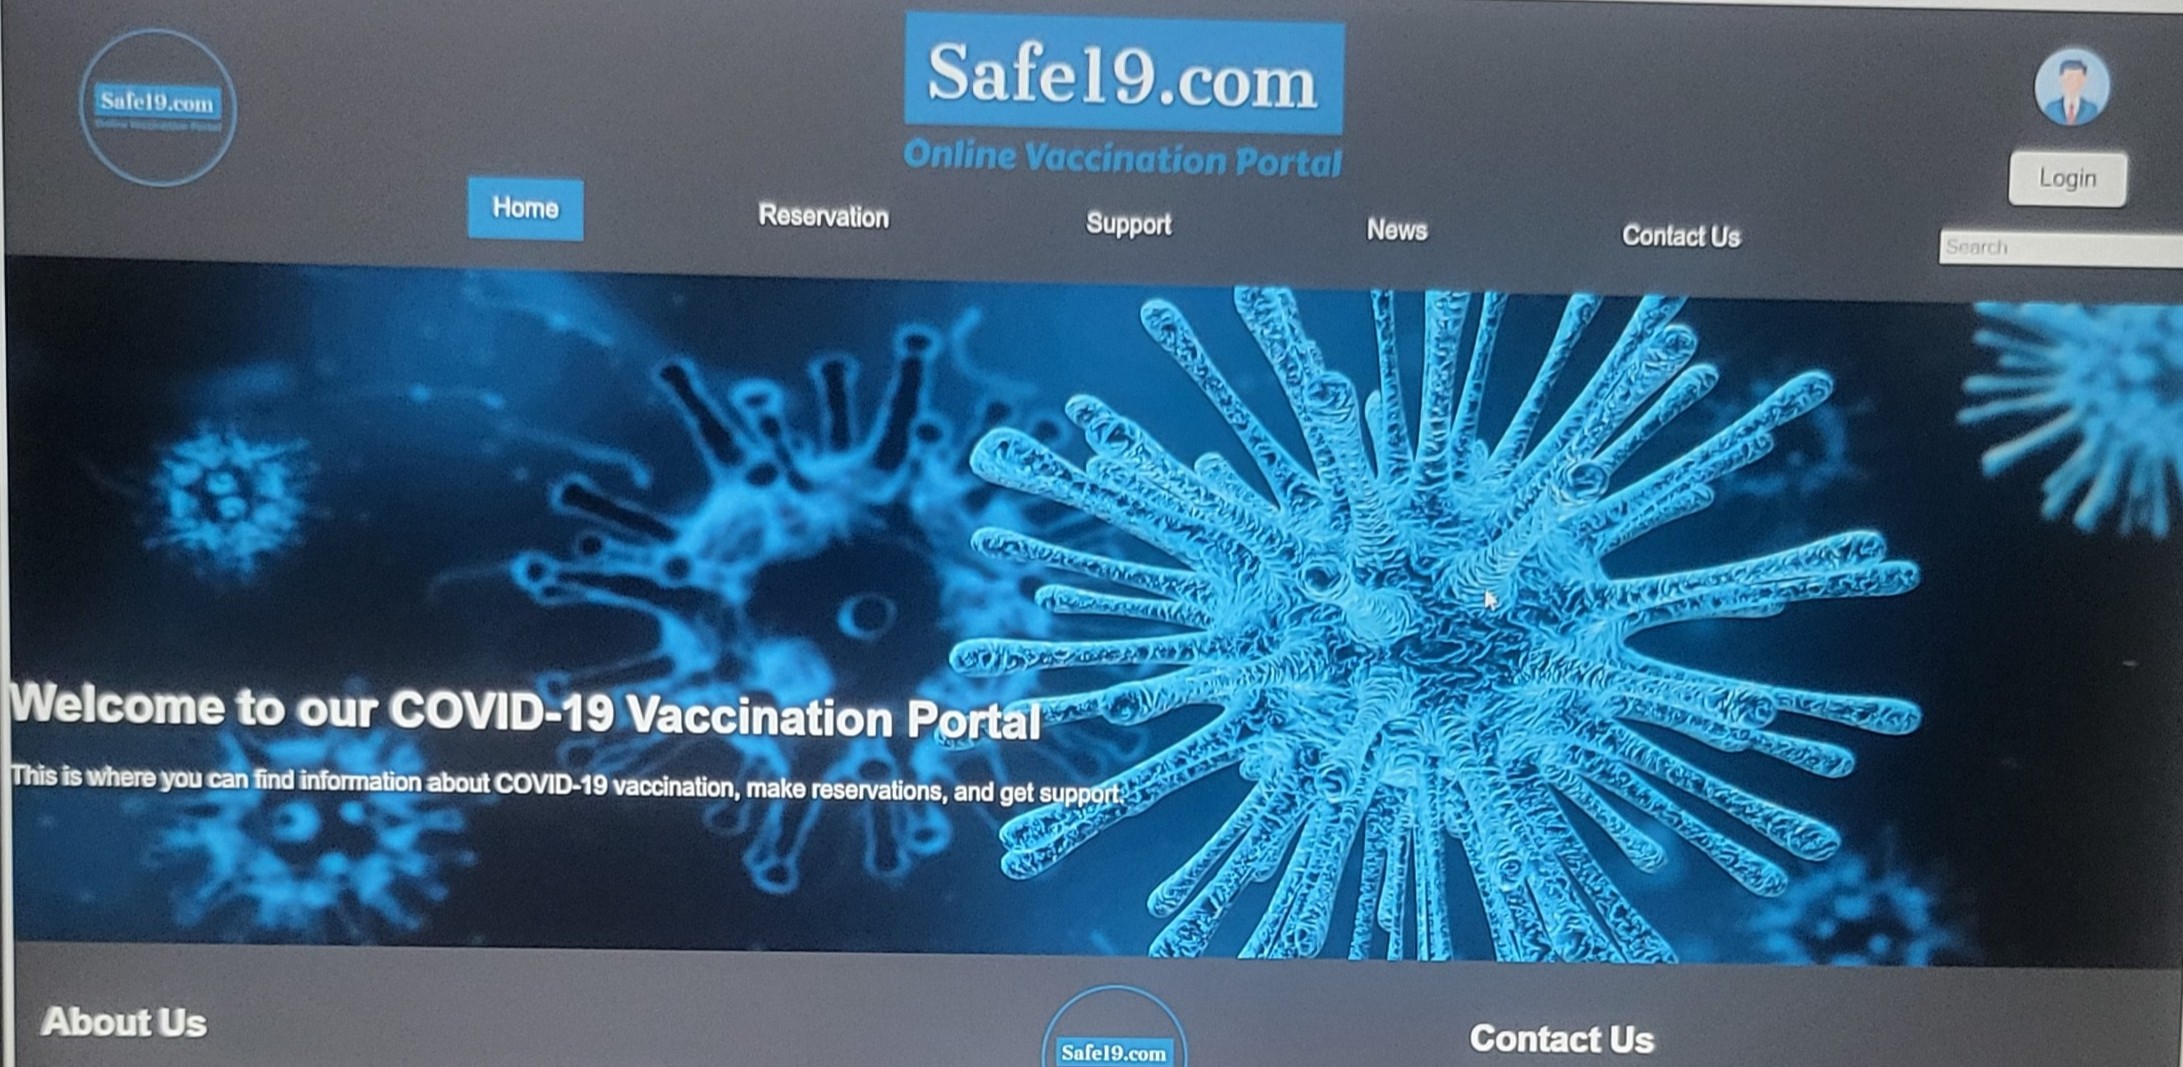 Safe19.com
Online Vaccination Portal
Safe19.com
Online Vaccination Portal
Login
Home
Reservation
Support
News
Contact Us
Search
Welcome to our COVID-19 Vaccination Portal
This is where you can find information about COVID-19 vaccination, make reservations, and get support.
About Us
Safe19.com
Contact Us